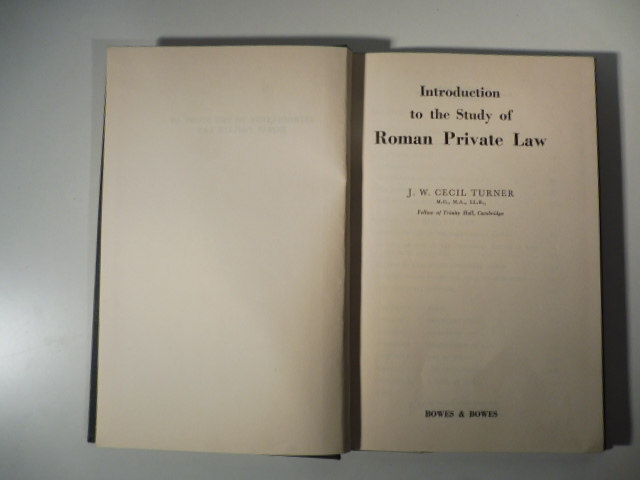 Introduction
to the Study of
Roman Private Law
J. W. CECIL TURNER
M.C., M.A., LL.B.,
Fellow of Trinity Hall, Cambridge
BOWES & BOWES